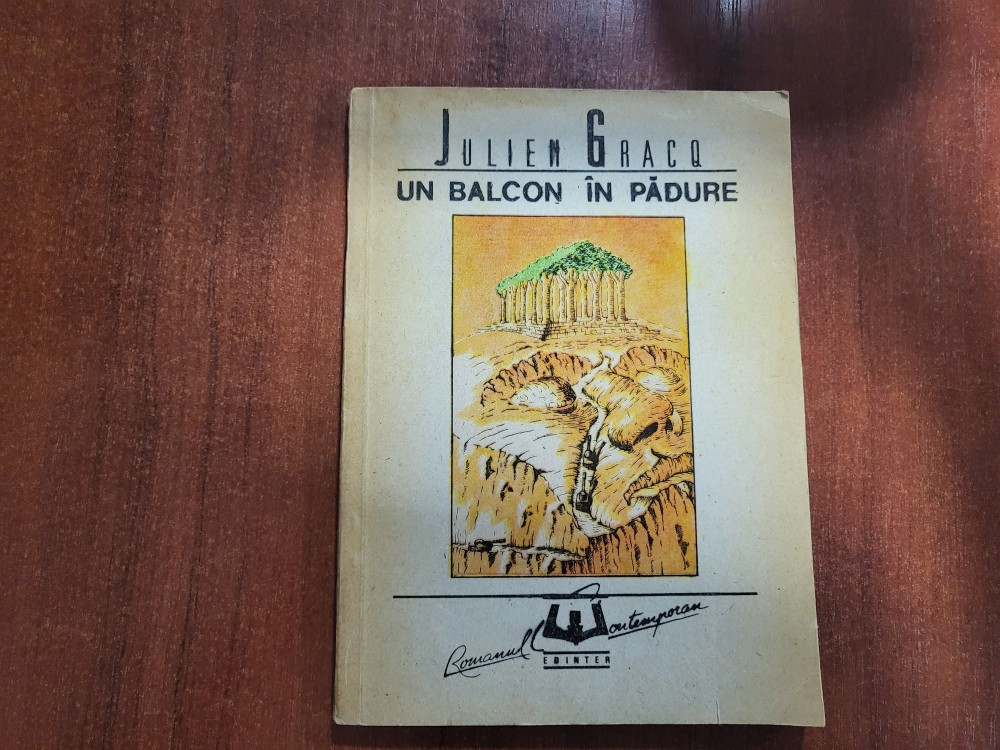 JULIEN GRACQ
UN BALCON ÎN PĂDURE
Romanul Contemporan
EDINTER